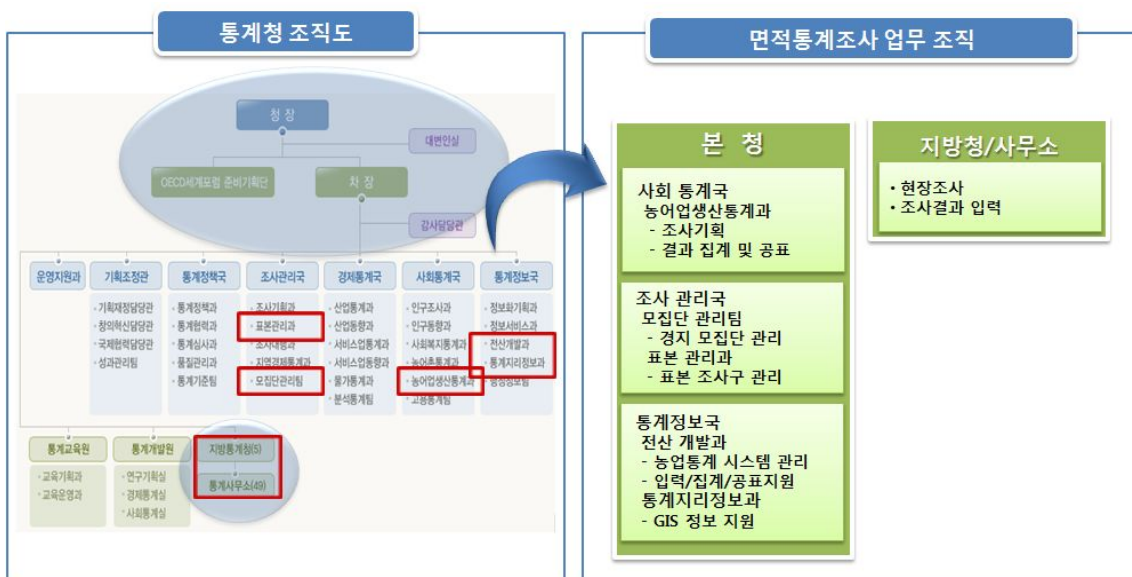 통계청 조직도
청 장
대변인실
OECD세계포럼 준비기획단
차 장
감사담당관
운영지원과
기획조정관
· 기획재정담당관
· 창의혁신담당관
· 국제협력담당관
· 성과관리팀
통계정책국
· 통계정책과
· 통계협력과
· 통계심사과
· 품질관리과
· 통계기준팀
조사관리국
· 조사기획과
· 표본관리과
· 조사대행과
· 지역경제통계과
· 모집단관리팀
경제통계국
· 산업통계과
· 산업동향과
· 서비스업통계과
· 서비스업동향과
· 물가통계과
· 분석통계팀
사회통계국
· 인구조사과
· 인구동향과
· 사회복지통계과
· 농어촌통계과
· 농어업생산통계과
· 고용통계팀
통계정보국
· 정보화기획과
· 정보서비스과
· 전산개발과
· 통계지리정보과
· 행정정보팀
통계교육원
· 교육기획과
· 교육운영과
통계개발원
· 연구기획실
· 경제통계실
· 사회통계실
지방통계청(5)
통계사무소(49)
면적통계조사 업무 조직
본 청
사회 통계국
농어업생산통계과
- 조사기획
- 결과 집계 및 공표
조사 관리국
모집단 관리팀
- 경지 모집단 관리
표본 관리과
- 표본 조사구 관리
통계정보국
전산 개발과
- 농업통계 시스템 관리
- 입력/집계/공표지원
통계지리정보과
- GIS 정보 지원
지방청/사무소
• 현장조사
• 조사결과 입력